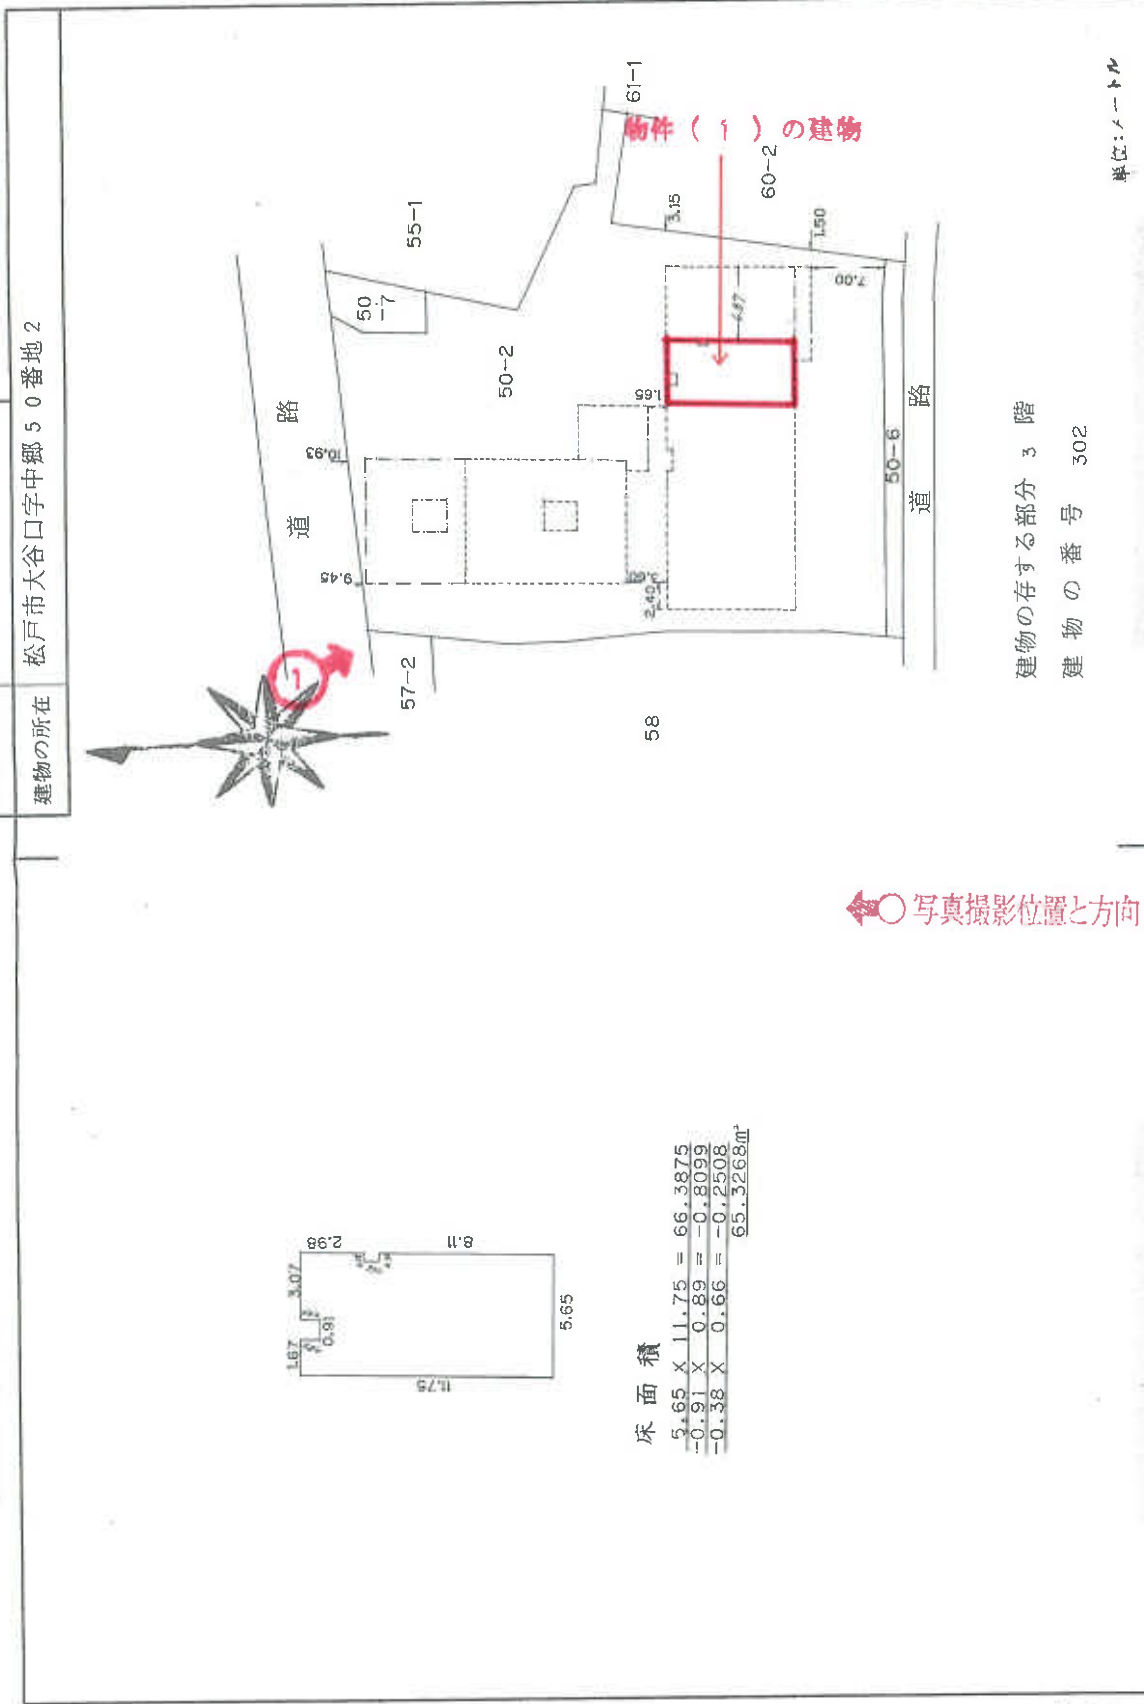 建物の所在
松戸市大谷口字中郷50番地2
道路
10.93
9.45
50-7
55-1
61-1
物件(1)の建物
60-2
3.15
1.50
7.00
50-2
1.65
2.40
57-2
58
50-6
道路
1
建物の存する部分 3 階
建物の番号 302
単位:メートル
写真撮影位置と方向
1.67
3.07
0.91
2.98
8.11
11.75
5.65
床面積
5.65 X 11.75 = 66.3875
-0.91 X 0.89 = -0.8099
-0.38 X 0.66 = -0.2508
65.3268㎡